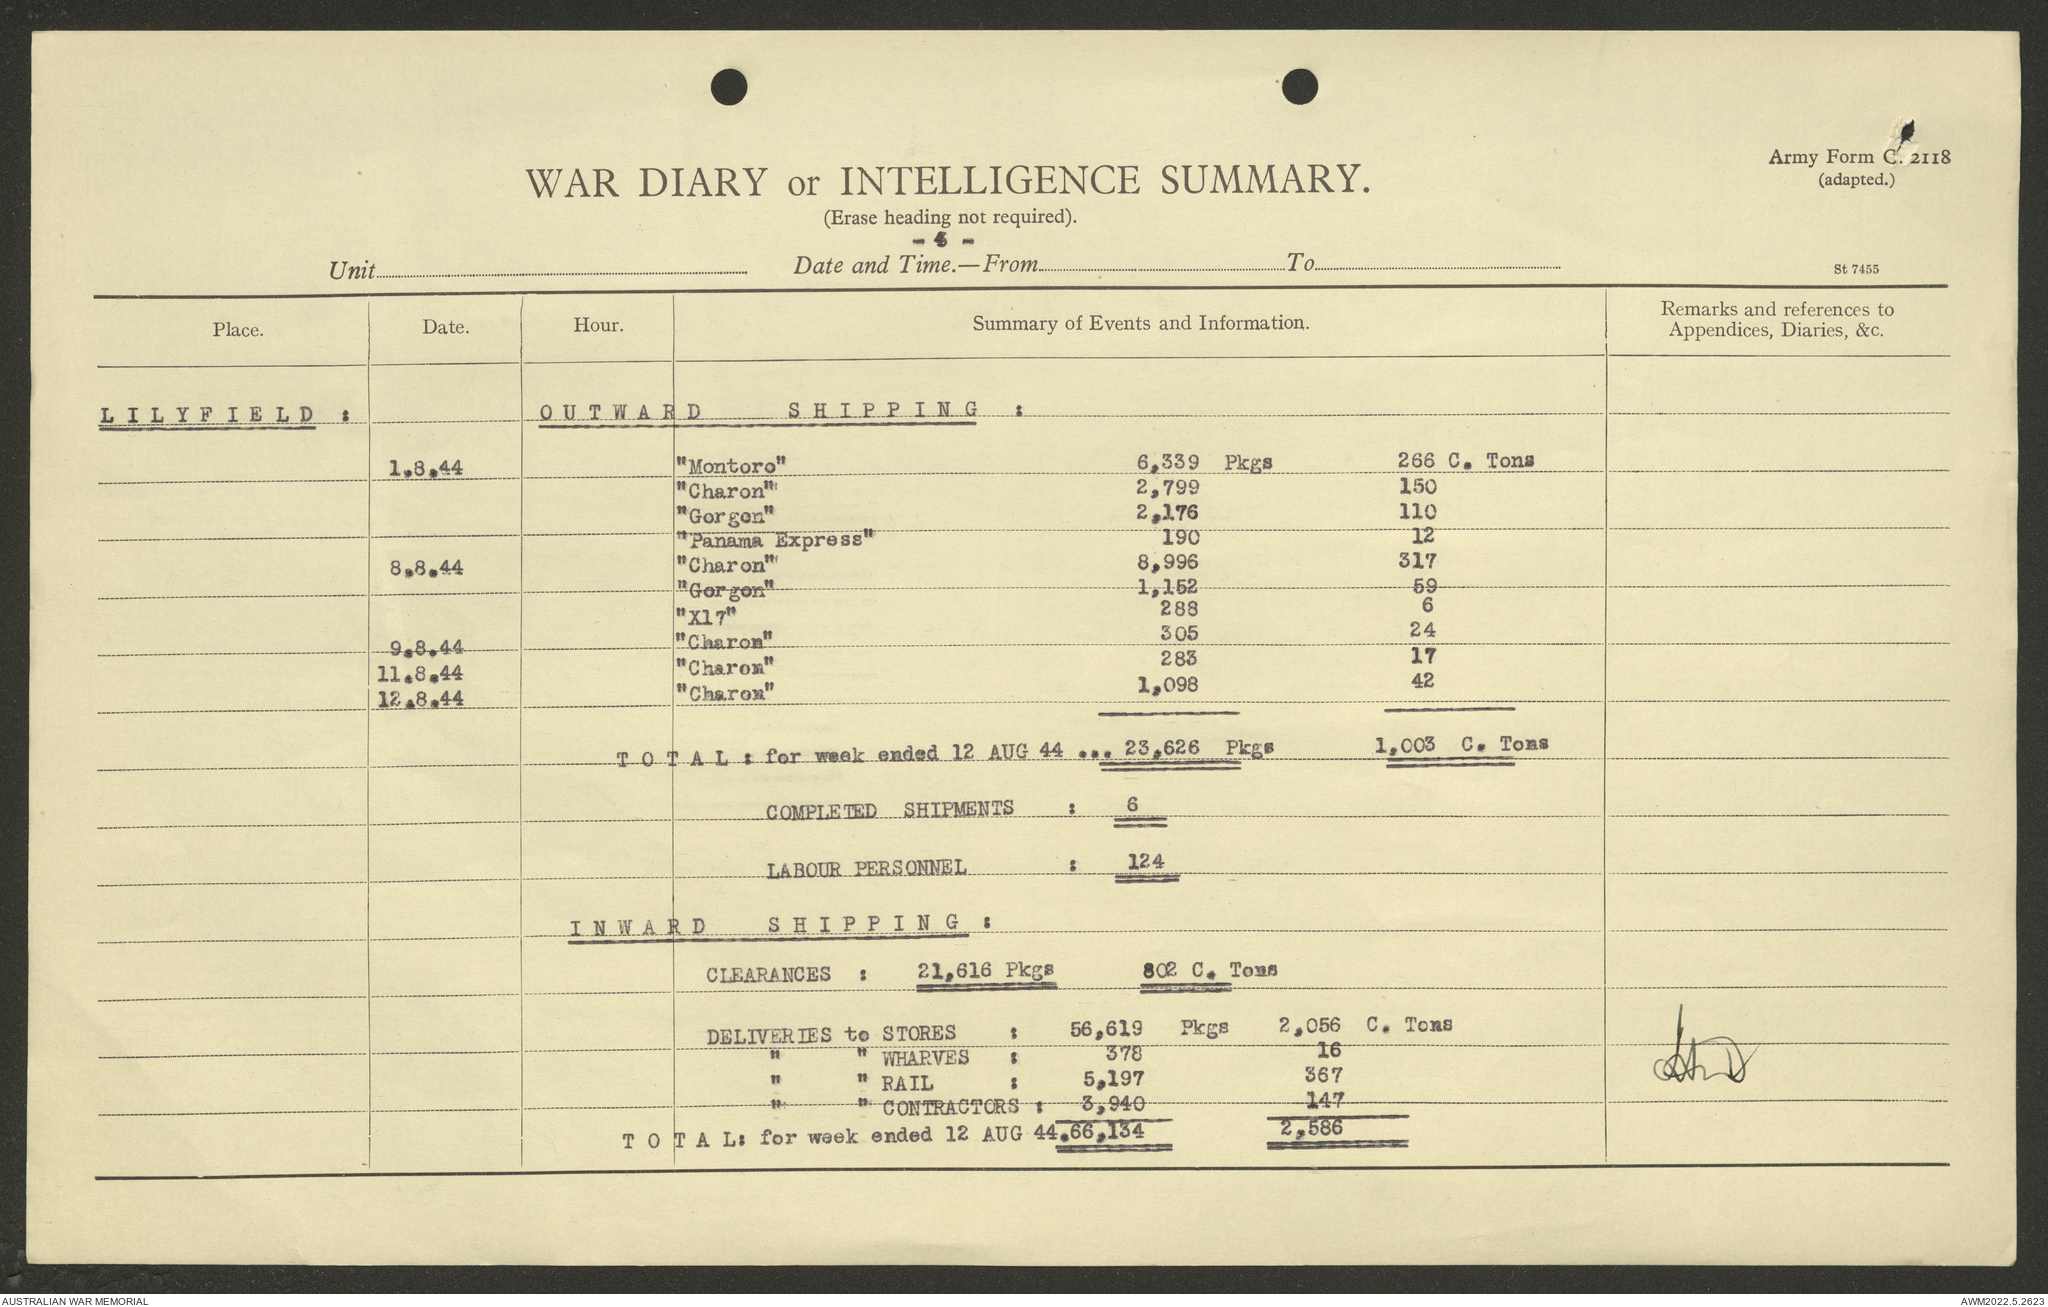 Army Form C. 2118
(adapted.)
WAR DIARY or INTELLIGENCE SUMMARY.
(Erase heading not required).
- 4 -
Unit Date and Time.—From To
St 7455
Place. Date. Hour. Summary of Events and Information. Remarks and references to Appendices, Diaries, &c.
LILYFIELD : OUTWARD SHIPPING :
1.8.44 "Montoro" 6,339 Pkgs 266 C. Tons
"Charon" 2,799 150
"Gorgon" 2,176 110
"Panama Express" 190 12
8.8.44 "Charon" 8,996 317
"Gorgon" 1,152 59
"X17" 288 6
9.8.44 "Charon" 305 24
11.8.44 "Charon" 283 17
12.8.44 "Charon" 1,098 42
TOTAL : for week ended 12 AUG 44 ... 23,626 Pkgs 1,003 C. Tons
COMPLETED SHIPMENTS : 6
LABOUR PERSONNEL : 124
INWARD SHIPPING :
CLEARANCES : 21,616 Pkgs 802 C. Tons
DELIVERIES to STORES : 56,619 Pkgs 2,056 C. Tons
" " WHARVES : 378 16
" " RAIL : 5,197 367
" " CONTRACTORS : 3,940 147
TOTAL: for week ended 12 AUG 44.66,134 2,586
AUSTRALIAN WAR MEMORIAL AWM2022.5.2623